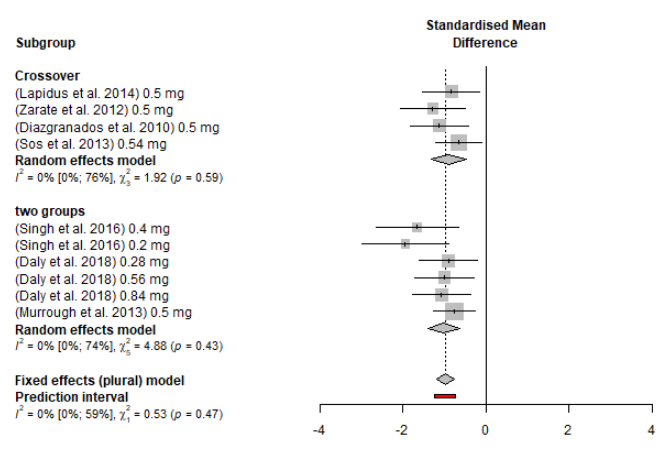 Standardised Mean
Subgroup Difference
Crossover
(Lapidus et al. 2014) 0.5 mg
(Zarate et al. 2012) 0.5 mg
(Diazgranados et al. 2010) 0.5 mg
(Sos et al. 2013) 0.54 mg
Random effects model
I² = 0% [0%; 76%], χ²₃ = 1.92 (p = 0.59)
two groups
(Singh et al. 2016) 0.4 mg
(Singh et al. 2016) 0.2 mg
(Daly et al. 2018) 0.28 mg
(Daly et al. 2018) 0.56 mg
(Daly et al. 2018) 0.84 mg
(Murrough et al. 2013) 0.5 mg
Random effects model
I² = 0% [0%; 74%], χ²₅ = 4.88 (p = 0.43)
Fixed effects (plural) model
Prediction interval
I² = 0% [0%; 59%], χ²₁ = 0.53 (p = 0.47)
-4 -2 0 2 4